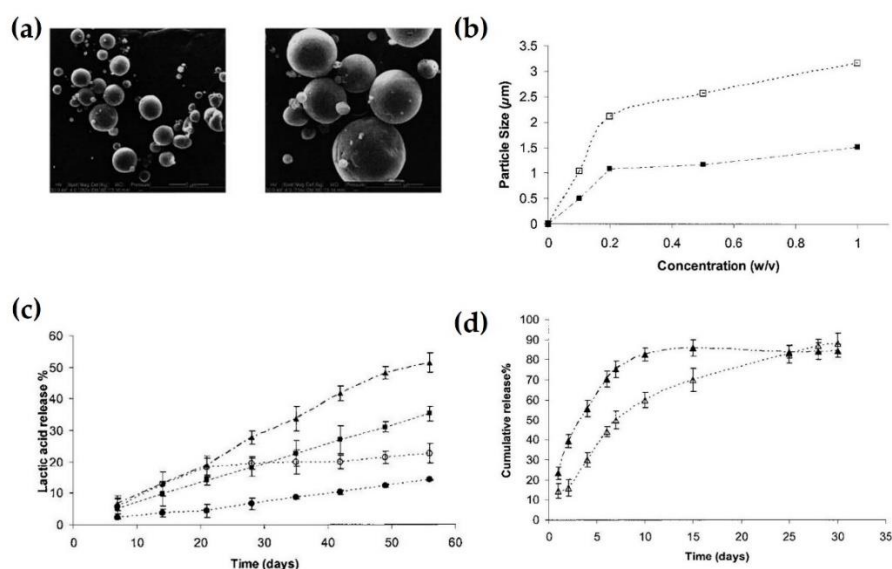 (a)
(b)
Particle Size (µm)
3.5
3
2.5
2
1.5
1
0.5
0
0 0.2 0.4 0.6 0.8 1
Concentration (w/v)
(c)
Lactic acid release %
60
50
40
30
20
10
0
0 10 20 30 40 50 60
Time (days)
(d)
Cumulative release%
100
90
80
70
60
50
40
30
20
10
0
0 5 10 15 20 25 30 35
Time (days)